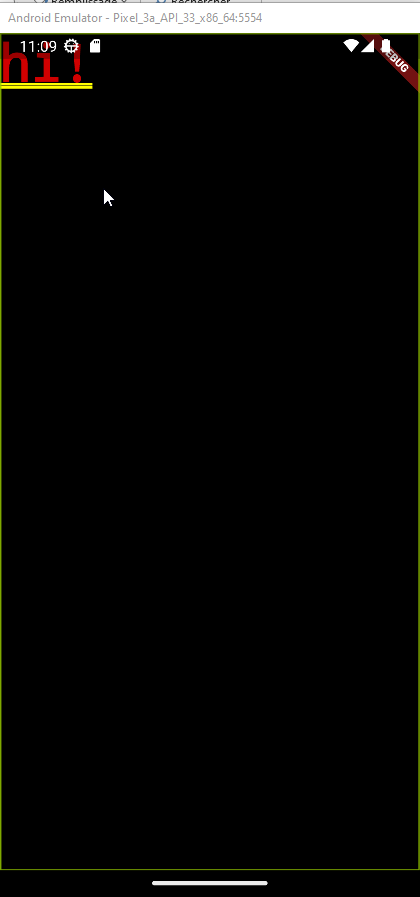 Android Emulator - Pixel_3a_API_33_x86_64:5554
11:09
hi!
DEBUG